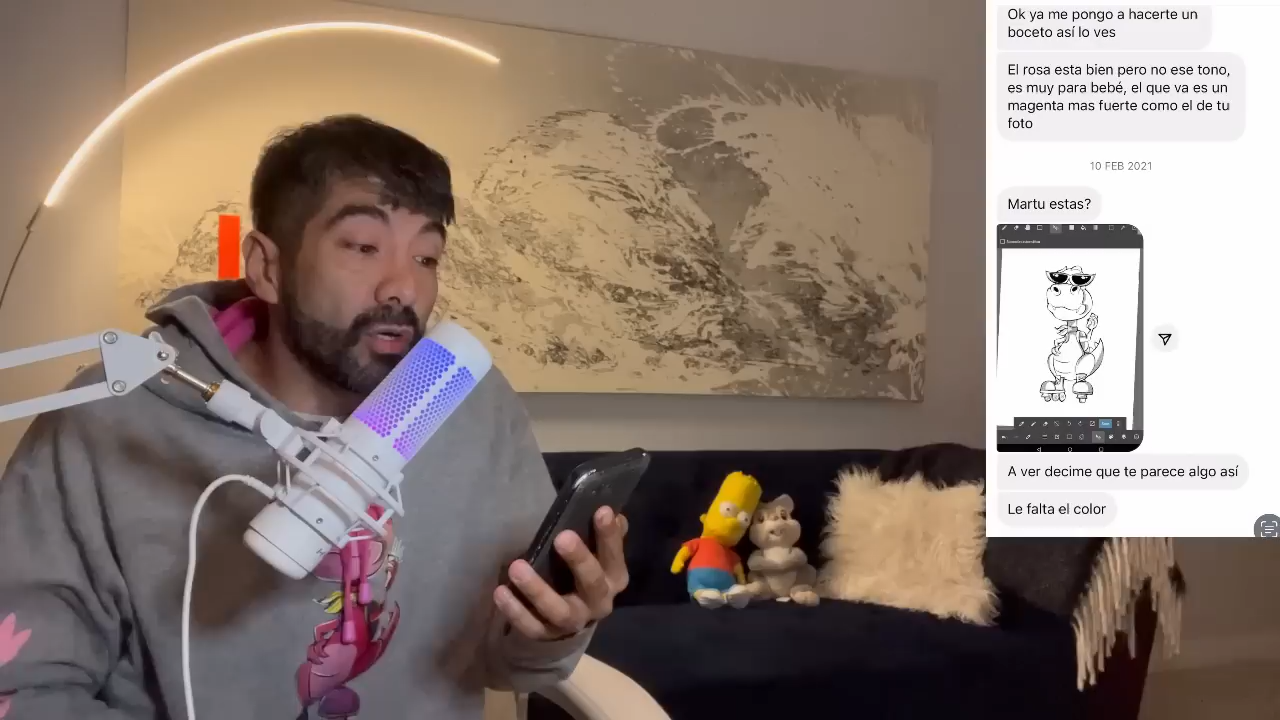 Ok ya me pongo a hacerte un
boceto así lo ves
El rosa esta bien pero no ese tono,
es muy para bebé, el que va es un
magenta mas fuerte como el de tu
foto
10 FEB 2021
Martu estas?
A ver decime que te parece algo así
Le falta el color